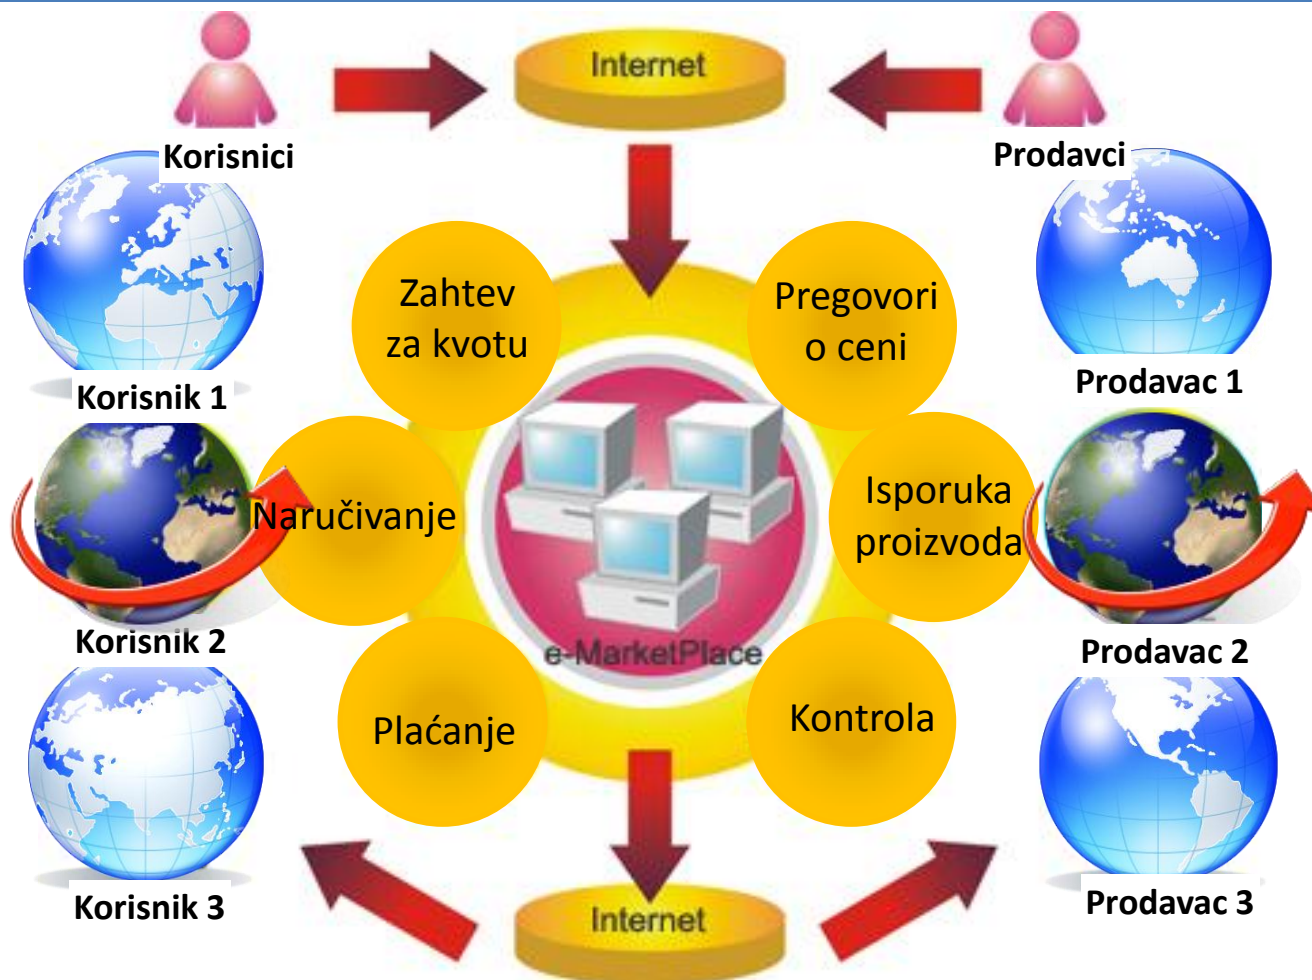 Internet
Korisnici
Prodavci
Zahtev
za kvotu
Pregovori
o ceni
Korisnik 1
Prodavac 1
Naručivanje
Isporuka
proizvoda
Korisnik 2
e-MarketPlace
Prodavac 2
Plaćanje
Kontrola
Korisnik 3
Internet
Prodavac 3